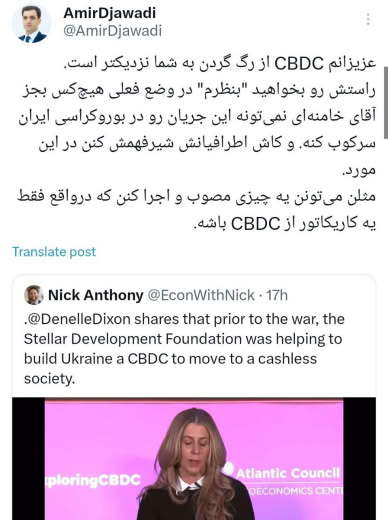 AmirDjawadi
@AmirDjawadi
عزیزانم CBDC از رگ گردن به شما نزدیکتر است.
راستش رو بخواهید "بنظرم" در وضع فعلی هیچ‌کس بجز
آقای خامنه‌ای نمی‌تونه این جریان رو در بوروکراسی ایران
سرکوب کنه. و کاش اطرافیانش شیرفهمش کنن در این
مورد.
مثلن می‌تونن یه چیزی مصوب و اجرا کنن که درواقع فقط
یه کاریکاتور از CBDC باشه.
Translate post
Nick Anthony @EconWithNick · 17h
.@DenelleDixon shares that prior to the war, the
Stellar Development Foundation was helping to
build Ukraine a CBDC to move to a cashless
society.
ploringCBDC
Atlantic Council
OECONOMICS CENT